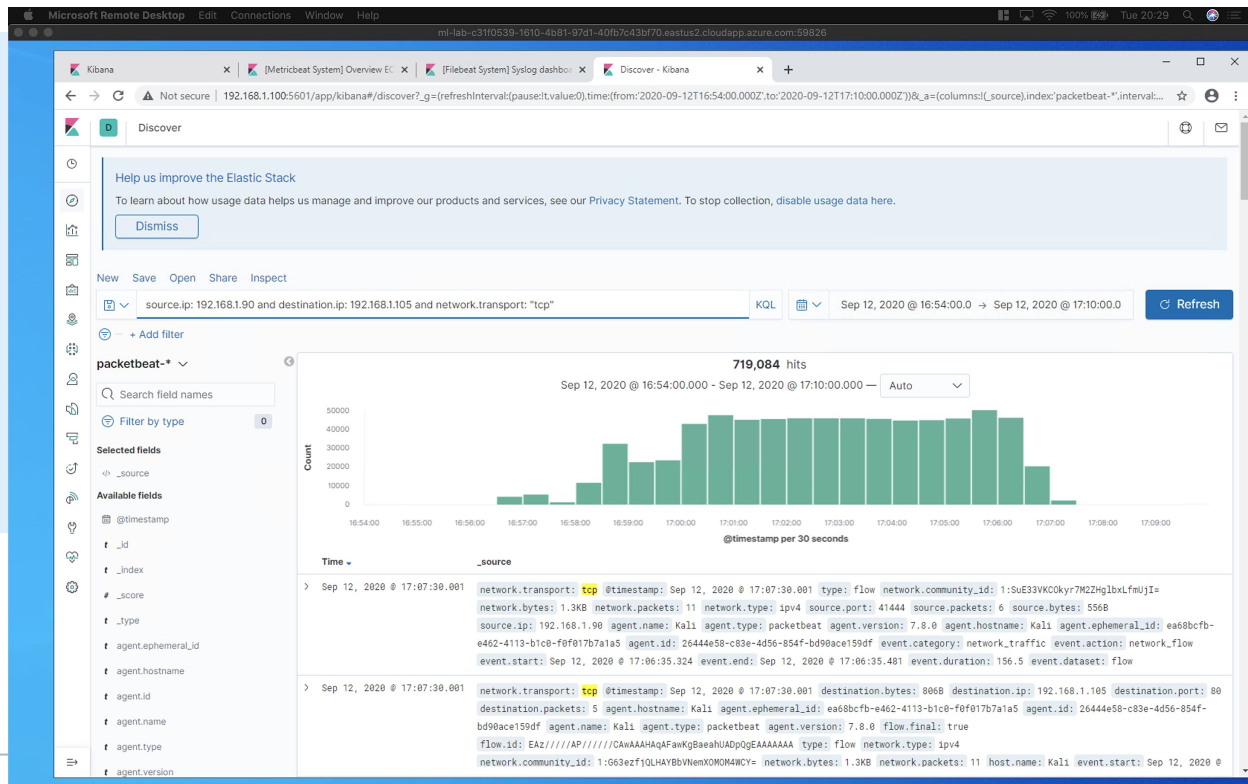 Microsoft Remote Desktop Edit Connections Window Help 100% Tue 20:29
ml-lab-c31f0539-1610-4b81-97d1-40fb7c43bf70.eastus2.cloudapp.azure.com:59826
Kibana [Metricbeat System] Overview EC [Filebeat System] Syslog dashboa Discover - Kibana
Not secure 192.168.1.100:5601/app/kibana#/discover?_g=(refreshInterval:(pause:!t,value:0),time:(from:'2020-09-12T16:54:00.000Z',to:'2020-09-12T17:10:00.000Z'))&_a=(columns:!(_source),index:'packetbeat-*',interval:...
D Discover
Help us improve the Elastic Stack
To learn about how usage data helps us manage and improve our products and services, see our Privacy Statement. To stop collection, disable usage data here.
Dismiss
New Save Open Share Inspect
source.ip: 192.168.1.90 and destination.ip: 192.168.1.105 and network.transport: "tcp" KQL Sep 12, 2020 @ 16:54:00.0 → Sep 12, 2020 @ 17:10:00.0 Refresh
+ Add filter
packetbeat-*
Search field names
Filter by type 0
Selected fields
_source
Available fields
@timestamp
t _id
t _index
# _score
t _type
t agent.ephemeral_id
t agent.hostname
t agent.id
t agent.name
t agent.type
t agent.version
719,084 hits
Sep 12, 2020 @ 16:54:00.000 - Sep 12, 2020 @ 17:10:00.000 — Auto
Count
50000
40000
30000
20000
10000
0
16:54:00 16:55:00 16:56:00 16:57:00 16:58:00 16:59:00 17:00:00 17:01:00 17:02:00 17:03:00 17:04:00 17:05:00 17:06:00 17:07:00 17:08:00 17:09:00
@timestamp per 30 seconds
Time _source
Sep 12, 2020 @ 17:07:30.001 network.transport: tcp @timestamp: Sep 12, 2020 @ 17:07:30.001 type: flow network.community_id: 1:SuE33VKCOkyr7M2ZHglbxLfmUjI=
network.bytes: 1.3KB network.packets: 11 network.type: ipv4 source.port: 41444 source.packets: 6 source.bytes: 556B
source.ip: 192.168.1.90 agent.name: Kali agent.type: packetbeat agent.version: 7.8.0 agent.hostname: Kali agent.ephemeral_id: ea68bcfb-
e462-4113-b1c0-f0f017b7a1a5 agent.id: 26444e58-c83e-4d56-854f-bd90ace159df event.category: network_traffic event.action: network_flow
event.start: Sep 12, 2020 @ 17:06:35.324 event.end: Sep 12, 2020 @ 17:06:35.481 event.duration: 156.5 event.dataset: flow
Sep 12, 2020 @ 17:07:30.001 network.transport: tcp @timestamp: Sep 12, 2020 @ 17:07:30.001 destination.bytes: 806B destination.ip: 192.168.1.105 destination.port: 80
destination.packets: 5 agent.hostname: Kali agent.ephemeral_id: ea68bcfb-e462-4113-b1c0-f0f017b7a1a5 agent.id: 26444e58-c83e-4d56-854f-
bd90ace159df agent.name: Kali agent.type: packetbeat agent.version: 7.8.0 flow.final: true
flow.id: EAz/////AP//////CAwAAAHAqAFawKgBaeahUADpQgEAAAAAAA type: flow network.type: ipv4
network.community_id: 1:G63ezfjQLHAYBbVNemXOMOM4WCY= network.bytes: 1.3KB network.packets: 11 host.name: Kali event.start: Sep 12, 2020 @